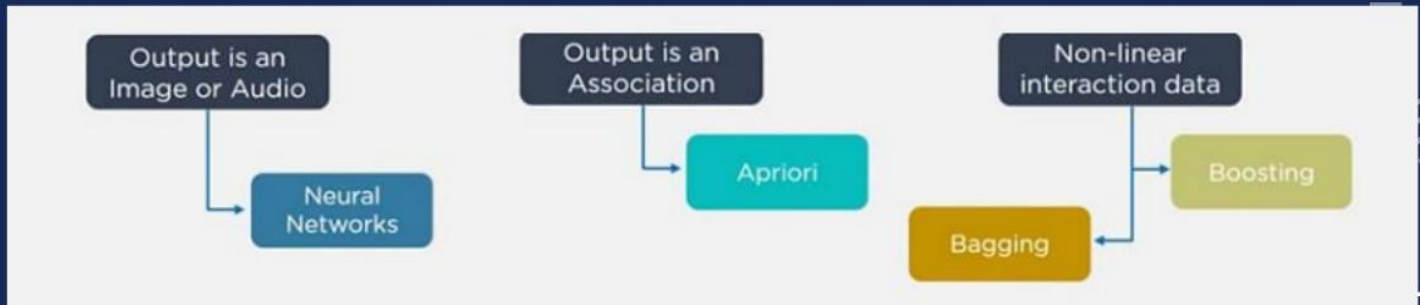 Output is an
Image or Audio
Neural
Networks
Output is an
Association
Apriori
Non-linear
interaction data
Boosting
Bagging